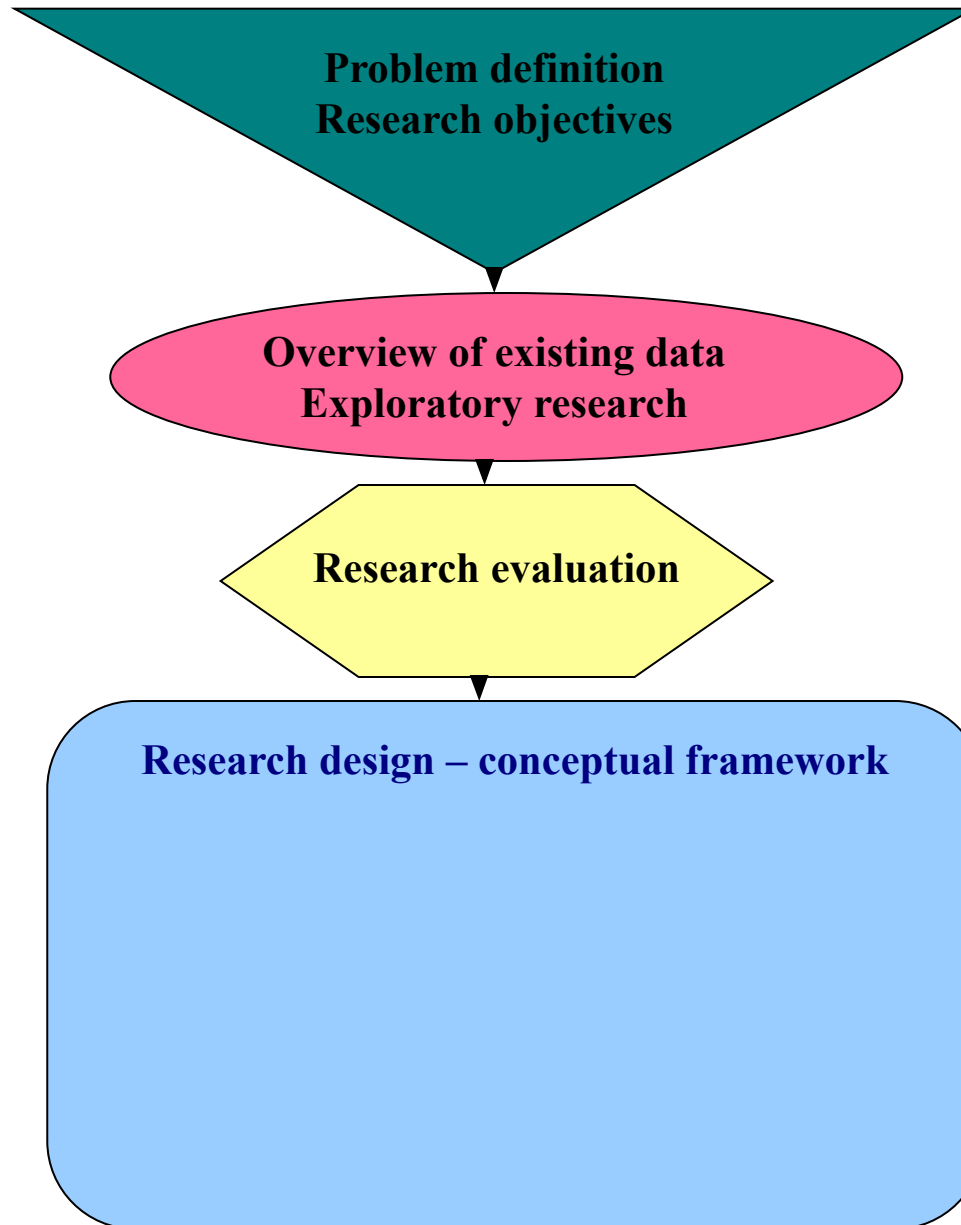 Problem definition
Research objectives
Overview of existing data
Exploratory research
Research evaluation
Research design – conceptual framework